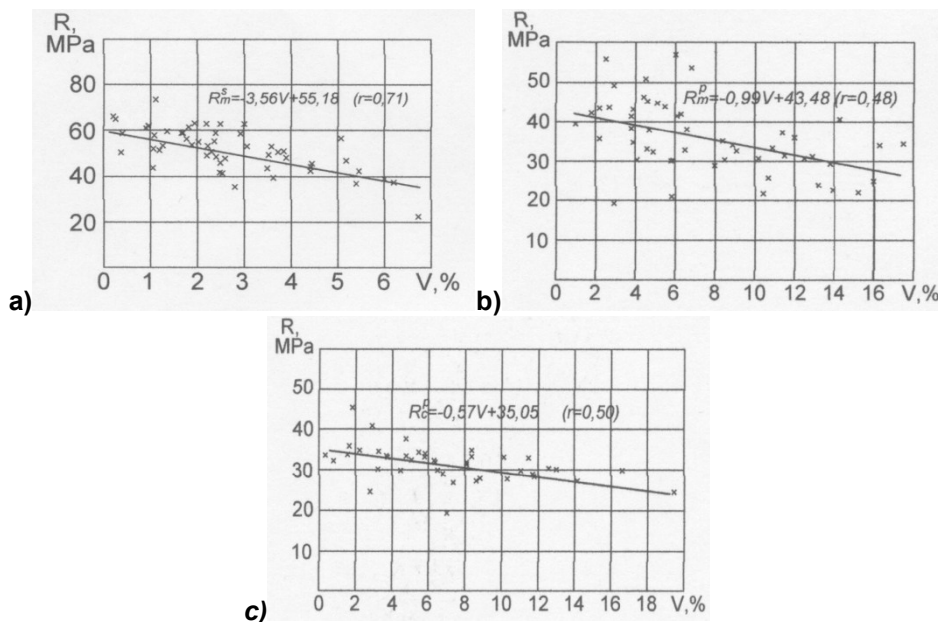 R,
MPa
80
60
40
20
0 1 2 3 4 5 6 V,%
R_m^s=-3,56V+55,18 (r=0,71)
a)
R,
MPa
50
40
30
20
10
0 2 4 6 8 10 12 14 16 V,%
R_m^p=-0,99V+43,48 (r=0,48)
b)
R,
MPa
50
40
30
20
10
0 2 4 6 8 10 12 14 16 18 V,%
R_c^p=-0,57V+35,05 (r=0,50)
c)